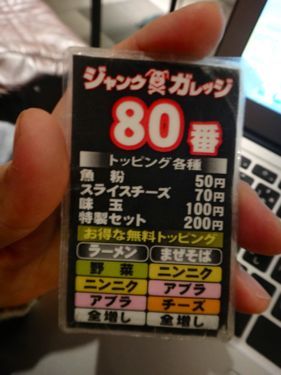 ジャンクガレッジ
80番
トッピング各種
魚粉 50円
スライスチーズ 70円
味玉 100円
特製セット 200円
お得な無料トッピング
ラーメン まぜそば
野菜 ニンニク
ニンニク アブラ
アブラ チーズ
全増し 全増し